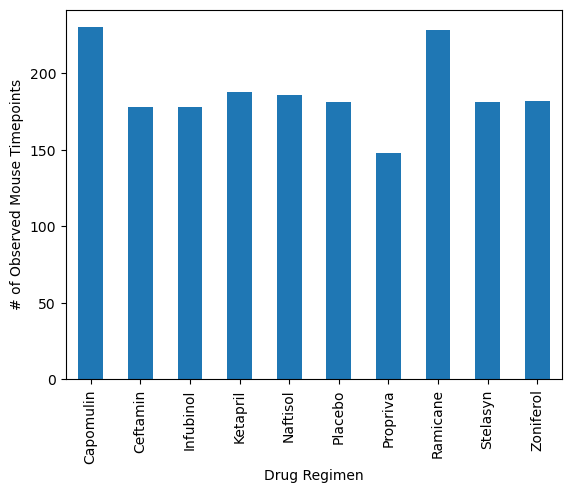 # of Observed Mouse Timepoints
200
150
100
50
0
Capomulin
Ceftamin
Infubinol
Ketapril
Naftisol
Placebo
Propriva
Ramicane
Stelasyn
Zoniferol
Drug Regimen